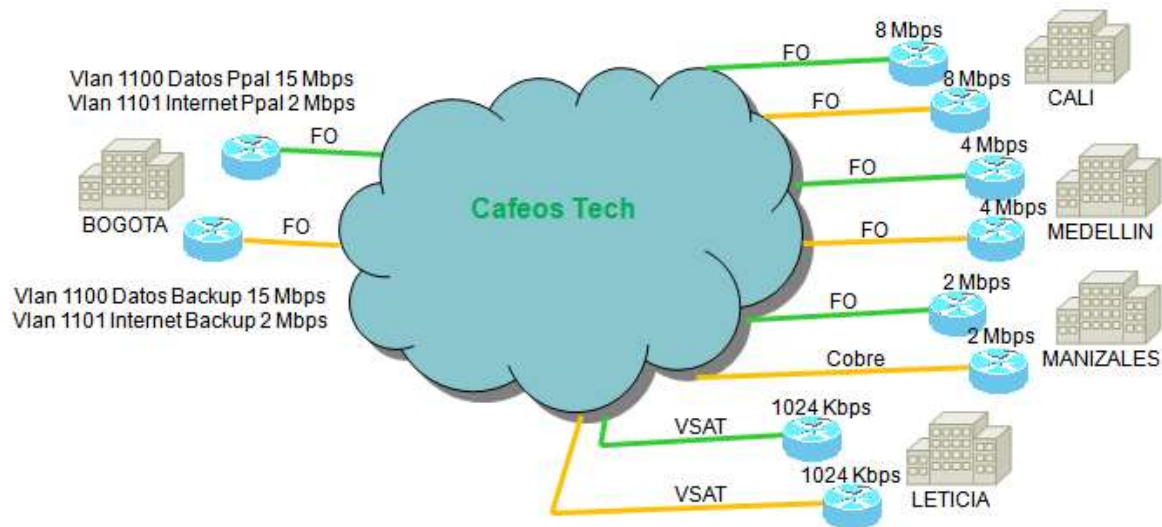 Vlan 1100 Datos Ppal 15 Mbps
Vlan 1101 Internet Ppal 2 Mbps
FO
BOGOTA
FO
Vlan 1100 Datos Backup 15 Mbps
Vlan 1101 Internet Backup 2 Mbps
Cafeos Tech
8 Mbps
FO
8 Mbps
FO
CALI
4 Mbps
FO
4 Mbps
FO
MEDELLIN
2 Mbps
FO
2 Mbps
Cobre
MANIZALES
1024 Kbps
VSAT
1024 Kbps
VSAT
LETICIA